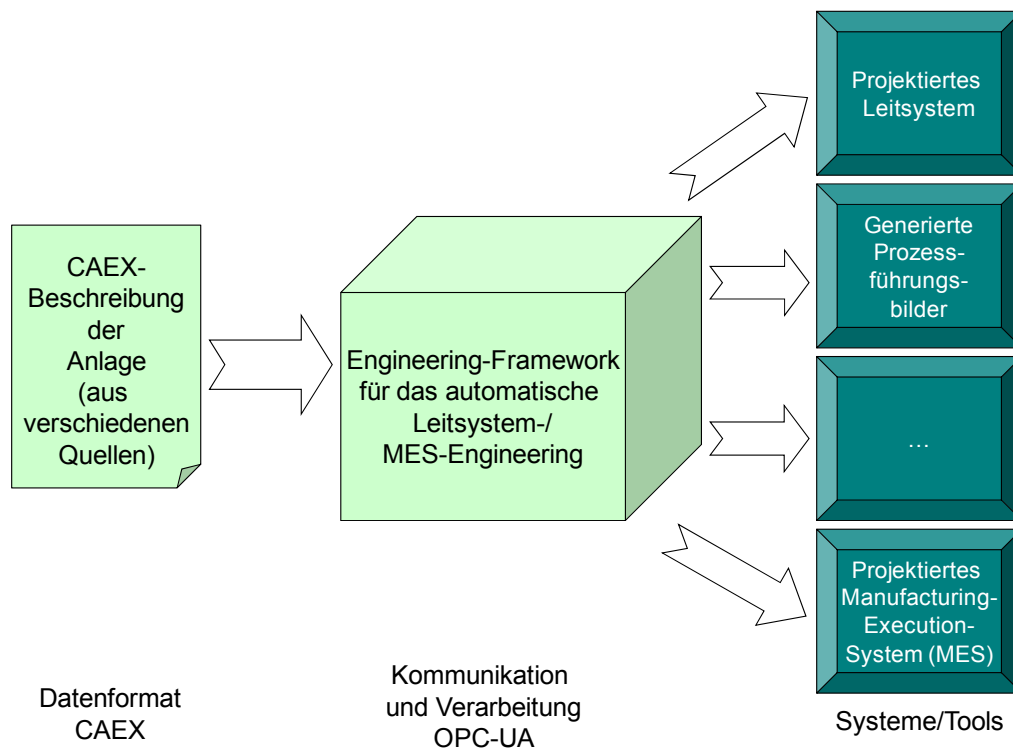 CAEX-
Beschreibung
der
Anlage
(aus
verschiedenen
Quellen)
Datenformat
CAEX
Engineering-Framework
für das automatische
Leitsystem-/
MES-Engineering
Kommunikation
und Verarbeitung
OPC-UA
Projektiertes
Leitsystem
Generierte
Prozess-
führungs-
bilder
...
Projektiertes
Manufacturing-
Execution-
System (MES)
Systeme/Tools